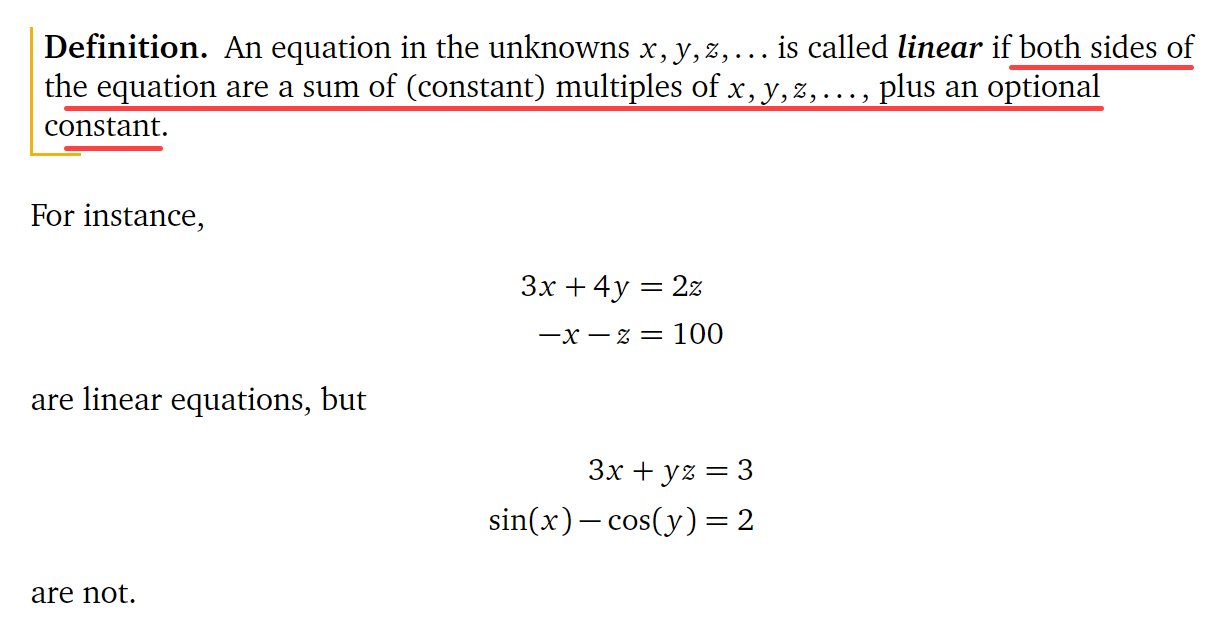 Definition. An equation in the unknowns x, y, z, ... is called linear if both sides of
the equation are a sum of (constant) multiples of x, y, z, ..., plus an optional
constant.
For instance,
3x + 4y = 2z
−x − z = 100
are linear equations, but
3x + yz = 3
sin(x) − cos(y) = 2
are not.